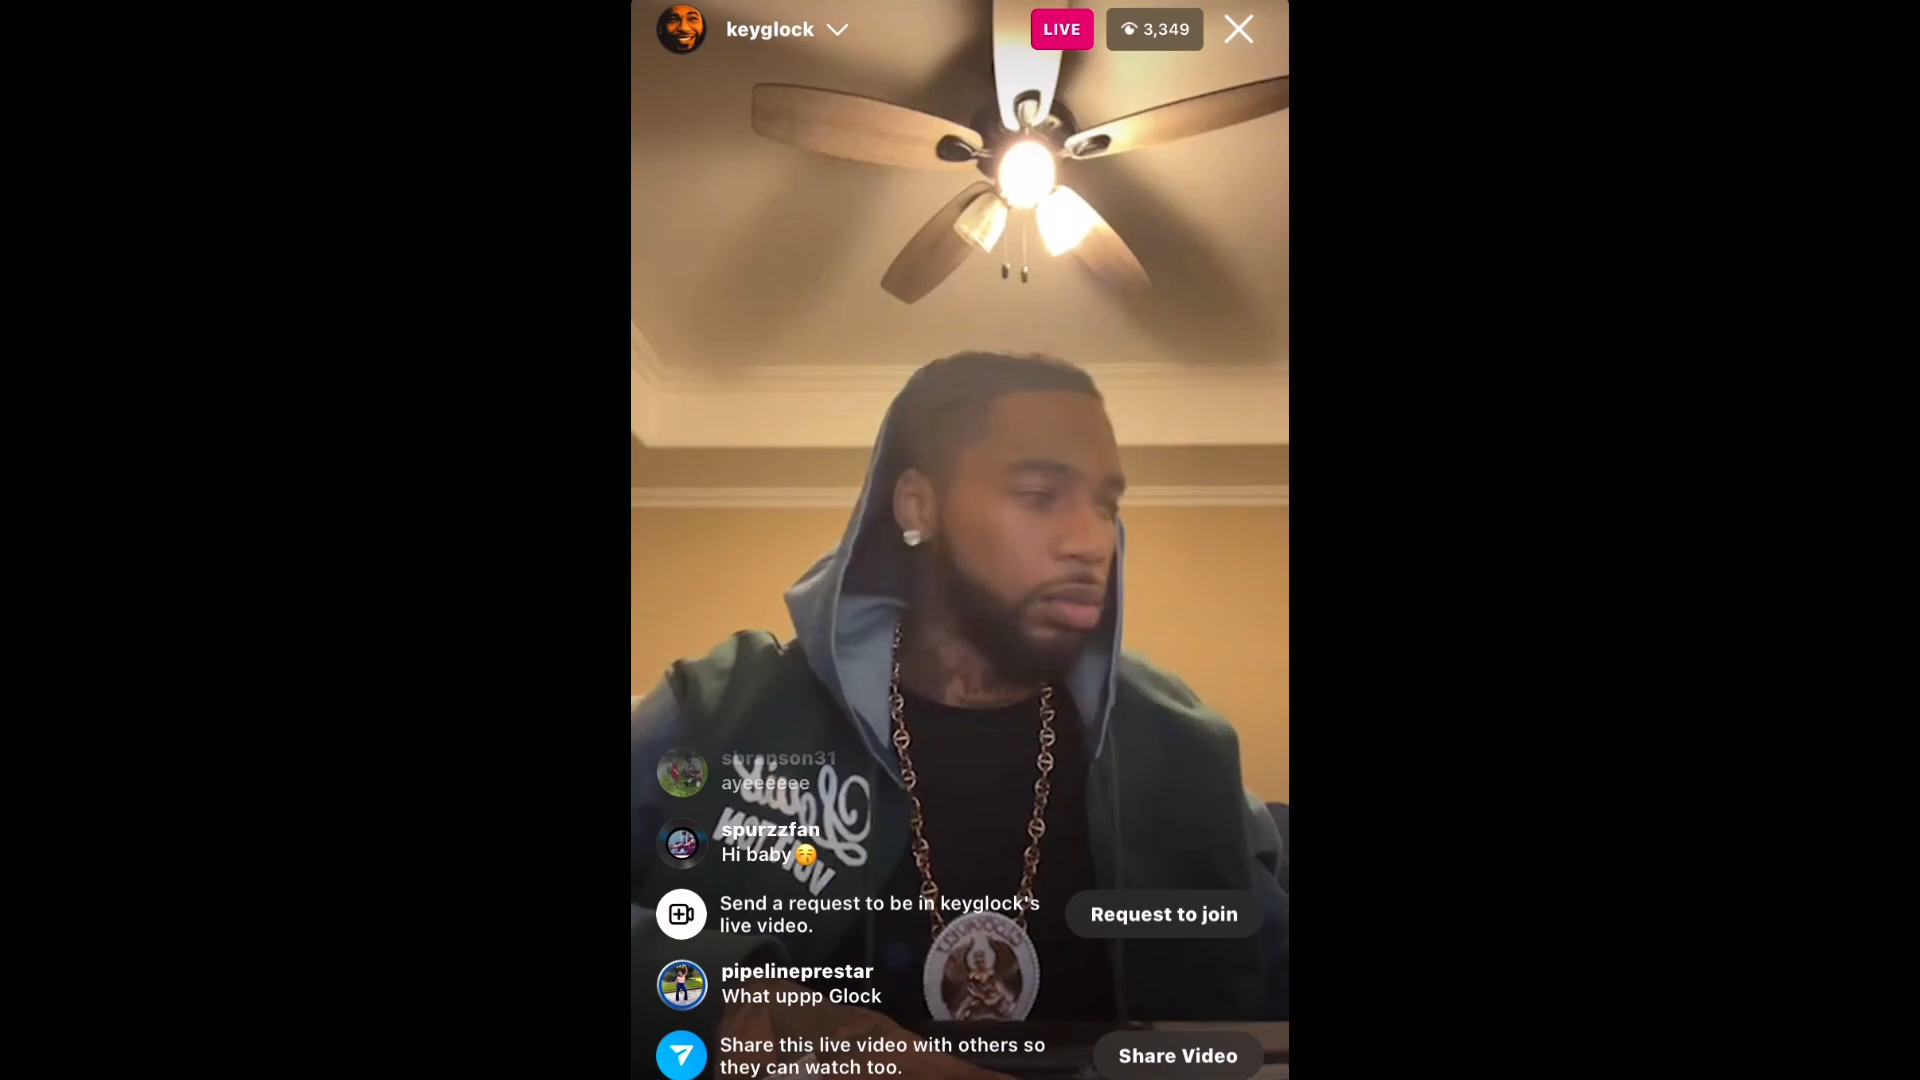 keyglock
LIVE
3,349
sbranson31
ayeeeeee
spurzzfan
Hi baby😚
Send a request to be in keyglock's
live video.
Request to join
pipelineprestar
What uppp Glock
Share this live video with others so
they can watch too.
Share Video